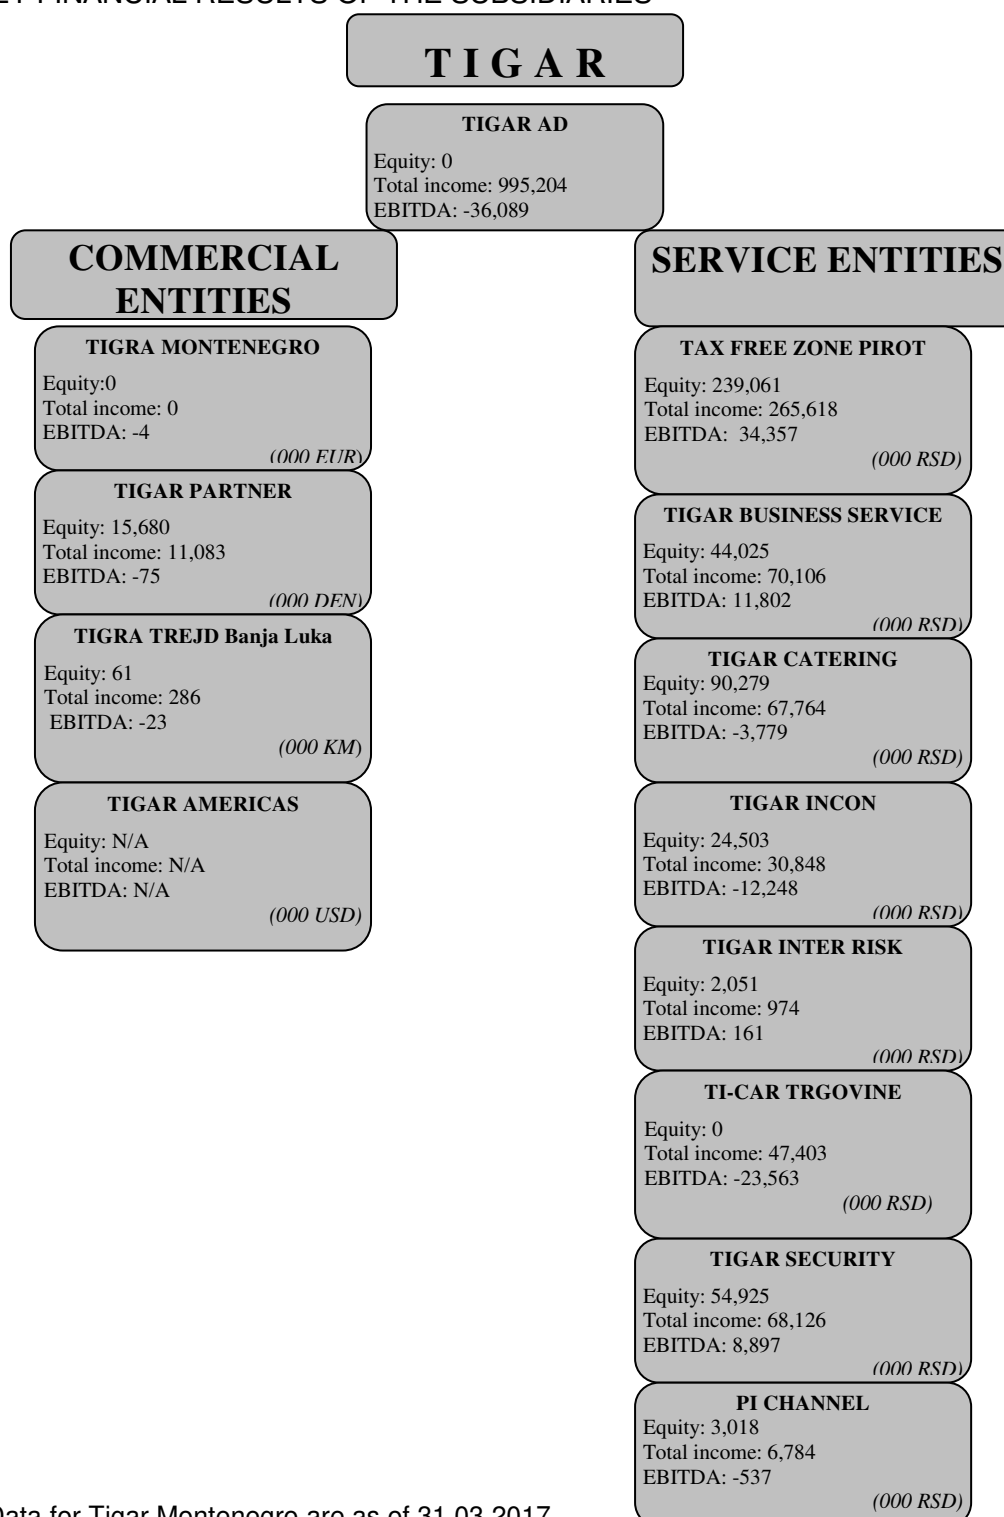 FINANCIAL RESULTS OF THE SUBSIDIARIES
T I G A R
TIGAR AD
Equity: 0
Total income: 995,204
EBITDA: -36,089
COMMERCIAL
ENTITIES
TIGRA MONTENEGRO
Equity:0
Total income: 0
EBITDA: -4
(000 EUR)
TIGAR PARTNER
Equity: 15,680
Total income: 11,083
EBITDA: -75
(000 DEN)
TIGRA TREJD Banja Luka
Equity: 61
Total income: 286
EBITDA: -23
(000 KM)
TIGAR AMERICAS
Equity: N/A
Total income: N/A
EBITDA: N/A
(000 USD)
SERVICE ENTITIES
TAX FREE ZONE PIROT
Equity: 239,061
Total income: 265,618
EBITDA:  34,357
(000 RSD)
TIGAR BUSINESS SERVICE
Equity: 44,025
Total income: 70,106
EBITDA: 11,802
(000 RSD)
TIGAR CATERING
Equity: 90,279
Total income: 67,764
EBITDA: -3,779
(000 RSD)
TIGAR INCON
Equity: 24,503
Total income: 30,848
EBITDA: -12,248
(000 RSD)
TIGAR INTER RISK
Equity: 2,051
Total income: 974
EBITDA: 161
(000 RSD)
TI-CAR TRGOVINE
Equity: 0
Total income: 47,403
EBITDA: -23,563
(000 RSD)
TIGAR SECURITY
Equity: 54,925
Total income: 68,126
EBITDA: 8,897
(000 RSD)
PI CHANNEL
Equity: 3,018
Total income: 6,784
EBITDA: -537
(000 RSD)
Data for Tigar Montenegro are as of 31.03.2017